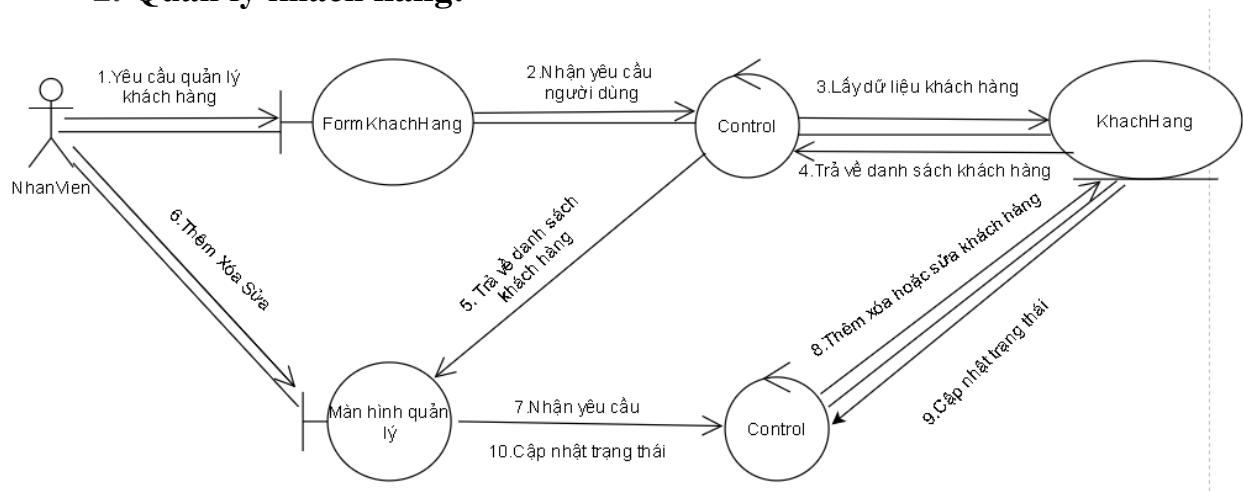 2. Quản lý khách hàng:
1.Yêu cầu quản lý
khách hàng
2.Nhận yêu cầu
người dùng
3.Lấy dữ liệu khách hàng
FormKhachHang
Control
KhachHang
4.Trả về danh sách khách hàng
NhanVien
6.Thêm Xóa Sửa
5. Trả về danh sách
khách hàng
8.Thêm xóa hoặc sửa khách hàng
9.Cập nhật trạng thái
Màn hình quản
lý
7.Nhận yêu cầu
10.Cập nhật trạng thái
Control